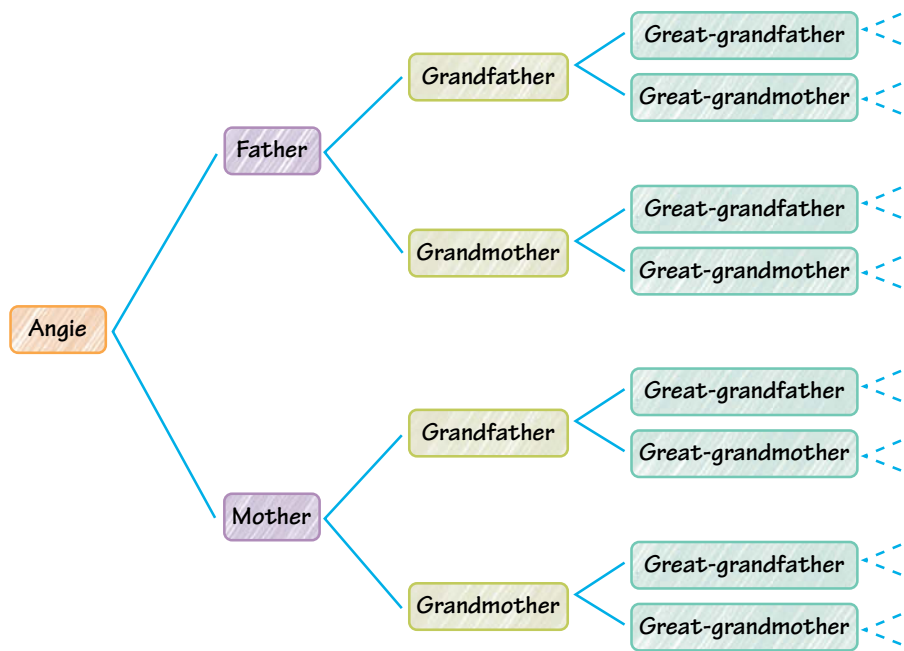 Great-grandfather
Grandfather
Great-grandmother
Father
Great-grandfather
Grandmother
Great-grandmother
Angie
Great-grandfather
Grandfather
Great-grandmother
Mother
Great-grandfather
Grandmother
Great-grandmother